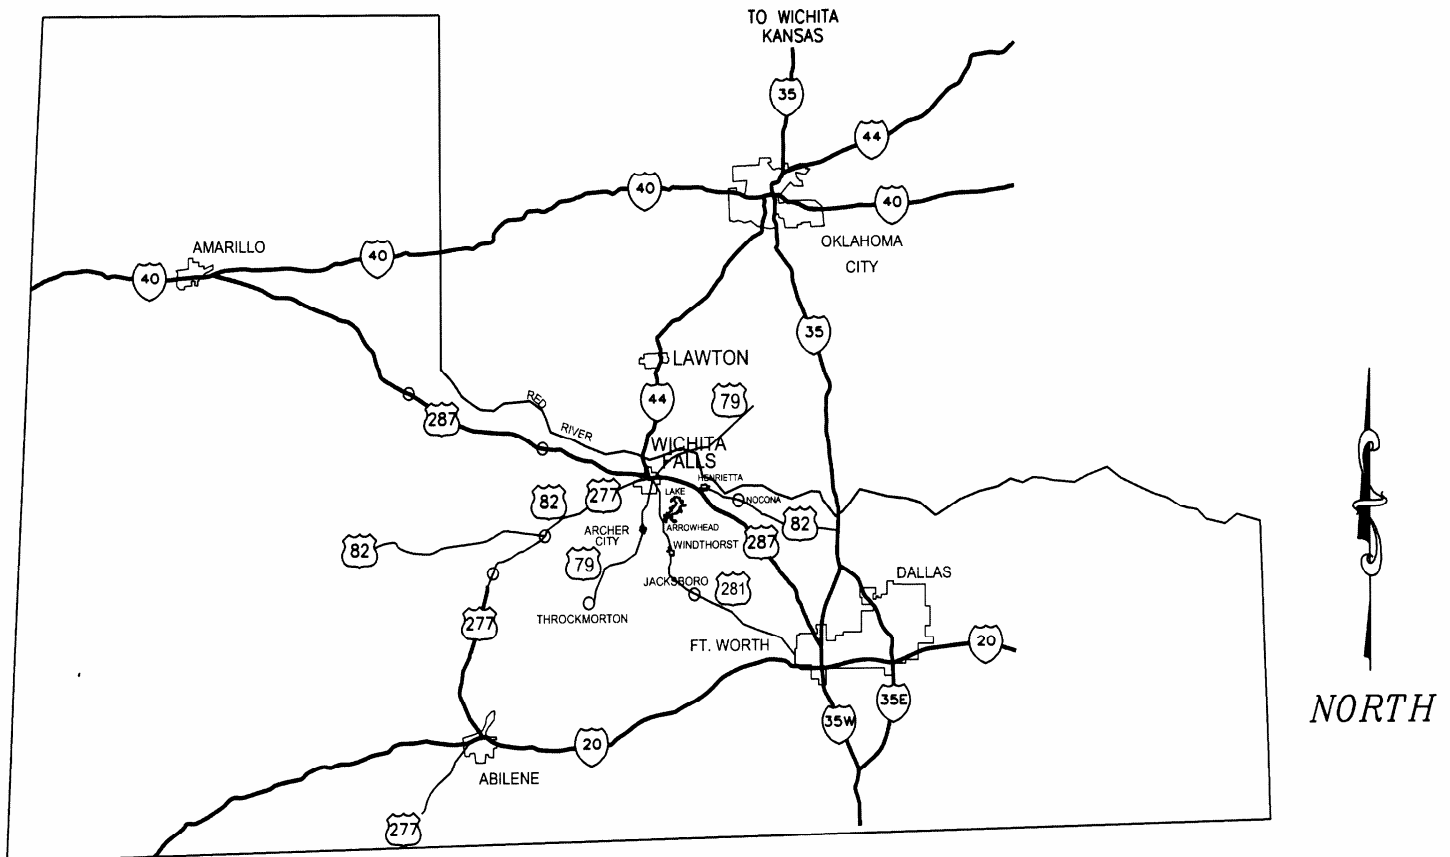 TO WICHITA
KANSAS
35
44
40
40
OKLAHOMA
CITY
AMARILLO
40
40
35
LAWTON
44
79
287
RED
RIVER
WICHITA
FALLS
HENRIETTA
NOCONA
LAKE
ARROWHEAD
82
277
82
82
ARCHER
CITY
WINDTHORST
287
79
JACKSBORO
281
THROCKMORTON
DALLAS
277
FT. WORTH
20
35E
35W
20
ABILENE
277
NORTH